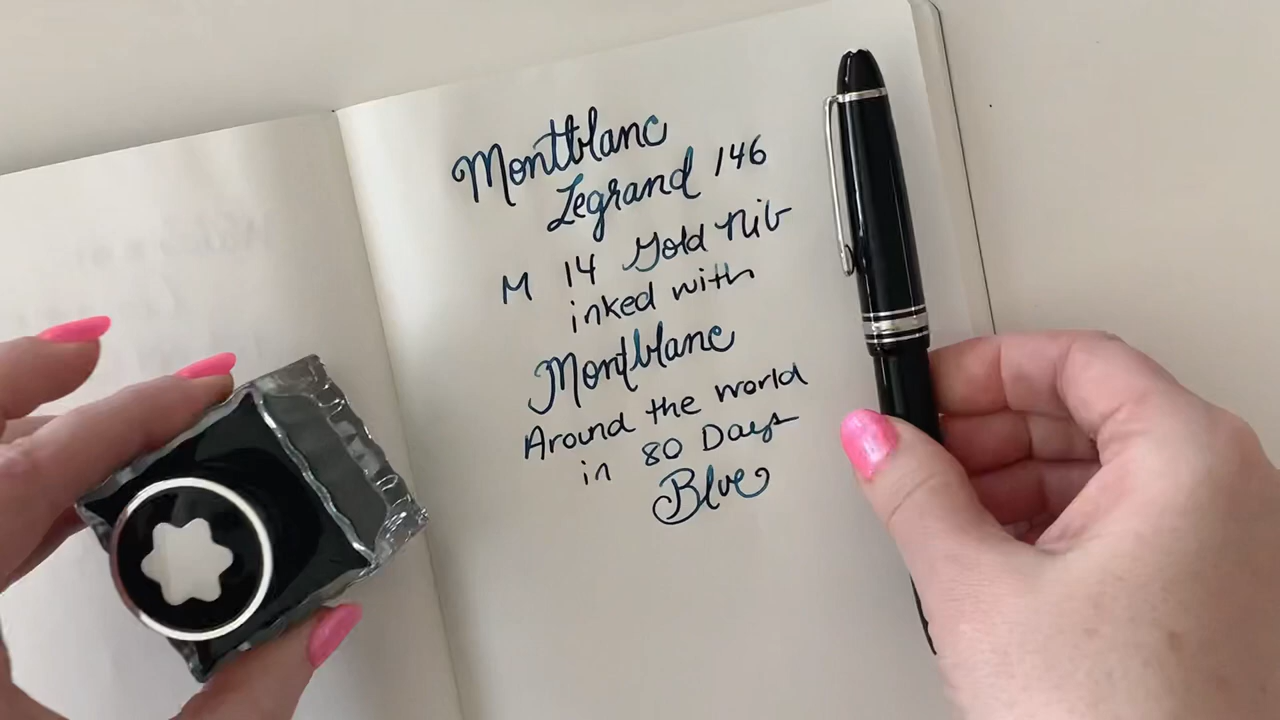 Montblanc
Legrand 146
M 14 Gold Nib
inked with
Montblanc
Around the world
in 80 Days
Blue